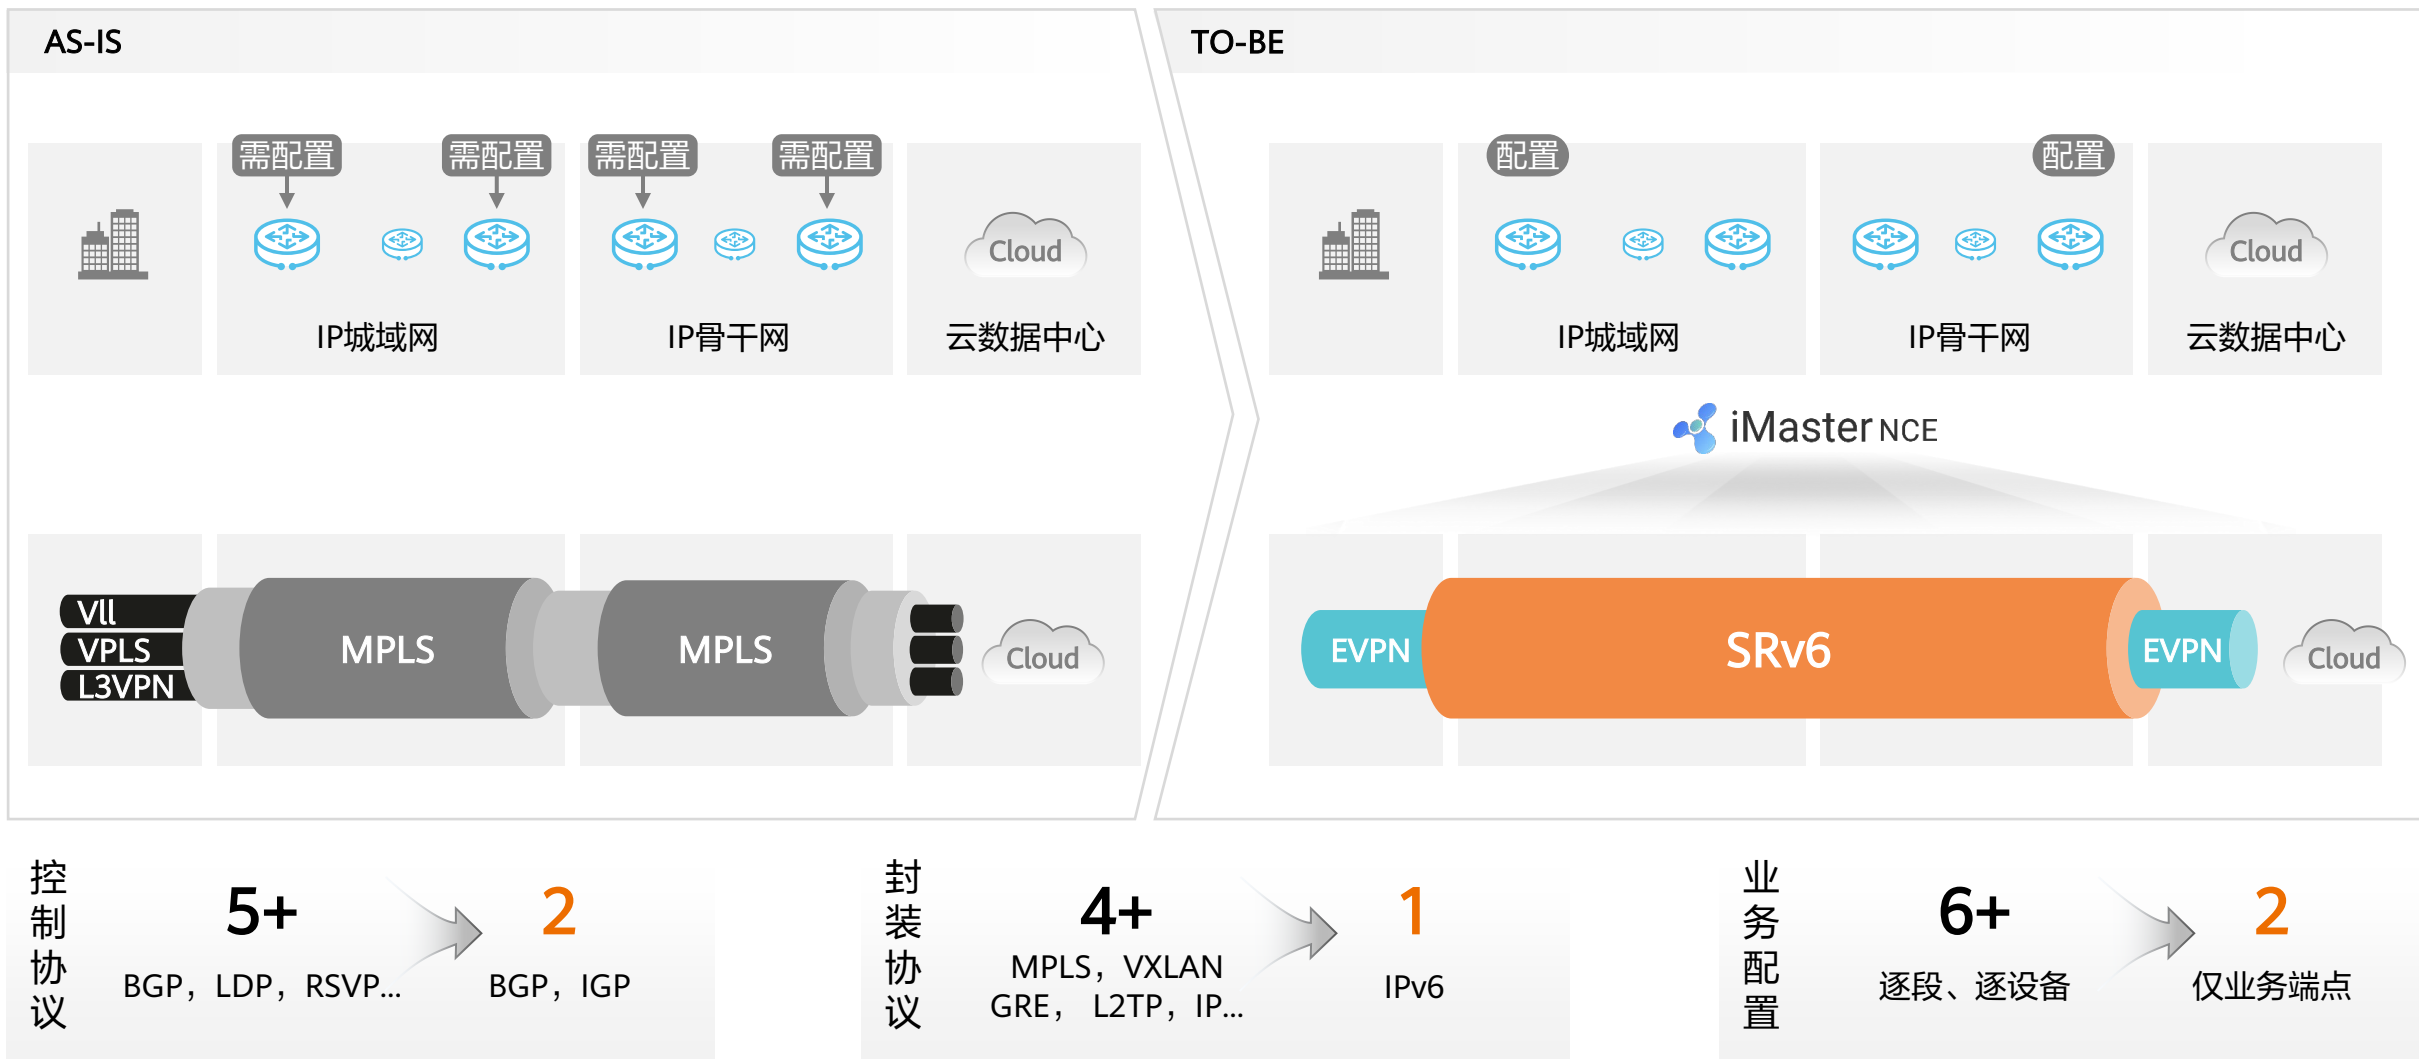 AS-IS
需配置
需配置
需配置
需配置
Cloud
IP城域网
IP骨干网
云数据中心
Vll
VPLS
L3VPN
MPLS
MPLS
Cloud
TO-BE
配置
配置
Cloud
IP城域网
IP骨干网
云数据中心
iMaster NCE
EVPN
SRv6
EVPN
Cloud
控制协议
5+
BGP，LDP，RSVP...
2
BGP，IGP
封装协议
4+
MPLS，VXLAN
GRE， L2TP，IP...
1
IPv6
业务配置
6+
逐段、逐设备
2
仅业务端点